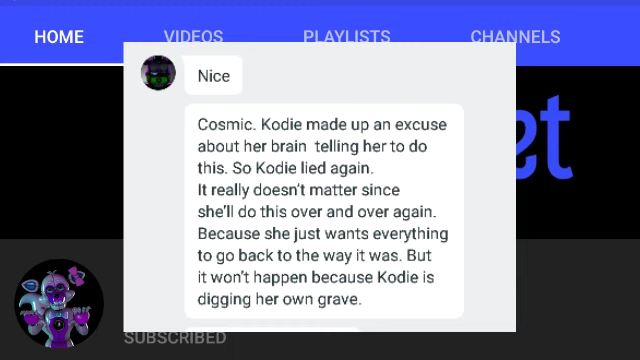 HOME VIDEOS PLAYLISTS CHANNELS
Nice
Cosmic. Kodie made up an excuse
about her brain telling her to do
this. So Kodie lied again.
It really doesn't matter since
she'll do this over and over again.
Because she just wants everything
to go back to the way it was. But
it won't happen because Kodie is
digging her own grave.
et
SUBSCRIBED